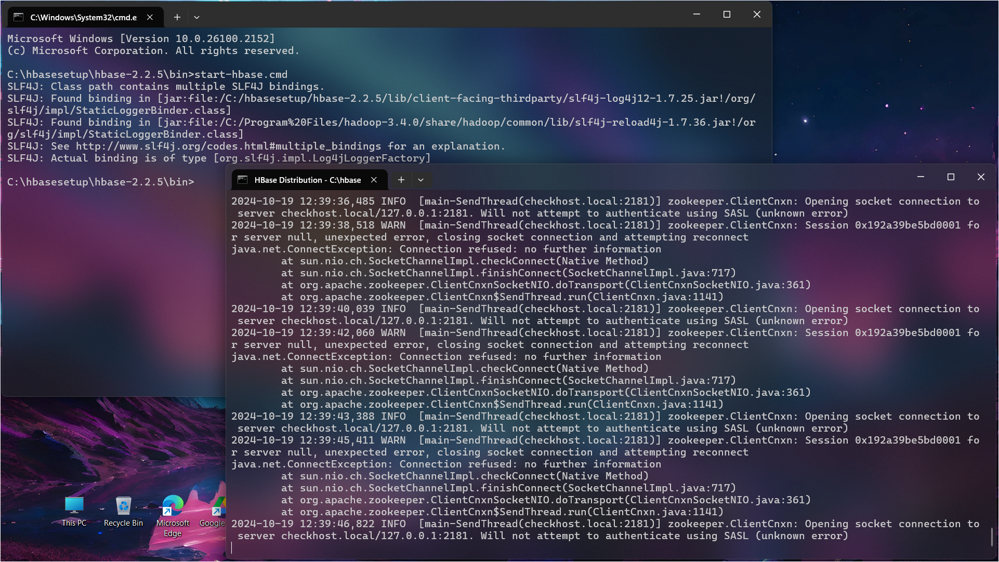 C:\Windows\System32\cmd.e
Microsoft Windows [Version 10.0.26100.2152]
(c) Microsoft Corporation. All rights reserved.
C:\hbasesetup\hbase-2.2.5\bin>start-hbase.cmd
SLF4J: Class path contains multiple SLF4J bindings.
SLF4J: Found binding in [jar:file:/C:/hbasesetup/hbase-2.2.5/lib/client-facing-thirdparty/slf4j-log4j12-1.7.25.jar!/org/
slf4j/impl/StaticLoggerBinder.class]
SLF4J: Found binding in [jar:file:/C:/Program%20Files/hadoop-3.4.0/share/hadoop/common/lib/slf4j-reload4j-1.7.36.jar!/or
g/slf4j/impl/StaticLoggerBinder.class]
SLF4J: See http://www.slf4j.org/codes.html#multiple_bindings for an explanation.
SLF4J: Actual binding is of type [org.slf4j.impl.Log4jLoggerFactory]
C:\hbasesetup\hbase-2.2.5\bin>
HBase Distribution - C:\hbase
2024-10-19 12:39:36,485 INFO  [main-SendThread(checkhost.local:2181)] zookeeper.ClientCnxn: Opening socket connection to
 server checkhost.local/127.0.0.1:2181. Will not attempt to authenticate using SASL (unknown error)
2024-10-19 12:39:38,518 WARN  [main-SendThread(checkhost.local:2181)] zookeeper.ClientCnxn: Session 0x192a39be5bd0001 fo
r server null, unexpected error, closing socket connection and attempting reconnect
java.net.ConnectException: Connection refused: no further information
        at sun.nio.ch.SocketChannelImpl.checkConnect(Native Method)
        at sun.nio.ch.SocketChannelImpl.finishConnect(SocketChannelImpl.java:717)
        at org.apache.zookeeper.ClientCnxnSocketNIO.doTransport(ClientCnxnSocketNIO.java:361)
        at org.apache.zookeeper.ClientCnxn$SendThread.run(ClientCnxn.java:1141)
2024-10-19 12:39:40,039 INFO  [main-SendThread(checkhost.local:2181)] zookeeper.ClientCnxn: Opening socket connection to
 server checkhost.local/127.0.0.1:2181. Will not attempt to authenticate using SASL (unknown error)
2024-10-19 12:39:42,060 WARN  [main-SendThread(checkhost.local:2181)] zookeeper.ClientCnxn: Session 0x192a39be5bd0001 fo
r server null, unexpected error, closing socket connection and attempting reconnect
java.net.ConnectException: Connection refused: no further information
        at sun.nio.ch.SocketChannelImpl.checkConnect(Native Method)
        at sun.nio.ch.SocketChannelImpl.finishConnect(SocketChannelImpl.java:717)
        at org.apache.zookeeper.ClientCnxnSocketNIO.doTransport(ClientCnxnSocketNIO.java:361)
        at org.apache.zookeeper.ClientCnxn$SendThread.run(ClientCnxn.java:1141)
2024-10-19 12:39:43,388 INFO  [main-SendThread(checkhost.local:2181)] zookeeper.ClientCnxn: Opening socket connection to
 server checkhost.local/127.0.0.1:2181. Will not attempt to authenticate using SASL (unknown error)
2024-10-19 12:39:45,411 WARN  [main-SendThread(checkhost.local:2181)] zookeeper.ClientCnxn: Session 0x192a39be5bd0001 fo
r server null, unexpected error, closing socket connection and attempting reconnect
java.net.ConnectException: Connection refused: no further information
        at sun.nio.ch.SocketChannelImpl.checkConnect(Native Method)
        at sun.nio.ch.SocketChannelImpl.finishConnect(SocketChannelImpl.java:717)
        at org.apache.zookeeper.ClientCnxnSocketNIO.doTransport(ClientCnxnSocketNIO.java:361)
        at org.apache.zookeeper.ClientCnxn$SendThread.run(ClientCnxn.java:1141)
2024-10-19 12:39:46,822 INFO  [main-SendThread(checkhost.local:2181)] zookeeper.ClientCnxn: Opening socket connection to
 server checkhost.local/127.0.0.1:2181. Will not attempt to authenticate using SASL (unknown error)
This PC
Recycle Bin
Microsoft
Edge
Google